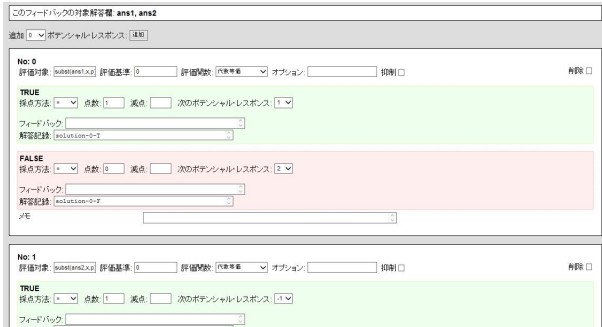 このフィードバックの対象解答欄: ans1, ans2
追加 0 ポテンシャル・レスポンス: 追加
No: 0
評価対象: subst(ans1,x,p) 評価基準: 0 評価関数: 代数等価 オプション: 抑制 削除
TRUE
採点方法: = 点数: 1 減点: 次のポテンシャル・レスポンス: 1
フィードバック:
解答記録: solution-0-T
FALSE
採点方法: = 点数: 0 減点: 次のポテンシャル・レスポンス: 2
フィードバック:
解答記録: solution-0-F
メモ
No: 1
評価対象: subst(ans2,x,p) 評価基準: 0 評価関数: 代数等価 オプション: 抑制 削除
TRUE
採点方法: = 点数: 1 減点: 次のポテンシャル・レスポンス: -1
フィードバック: